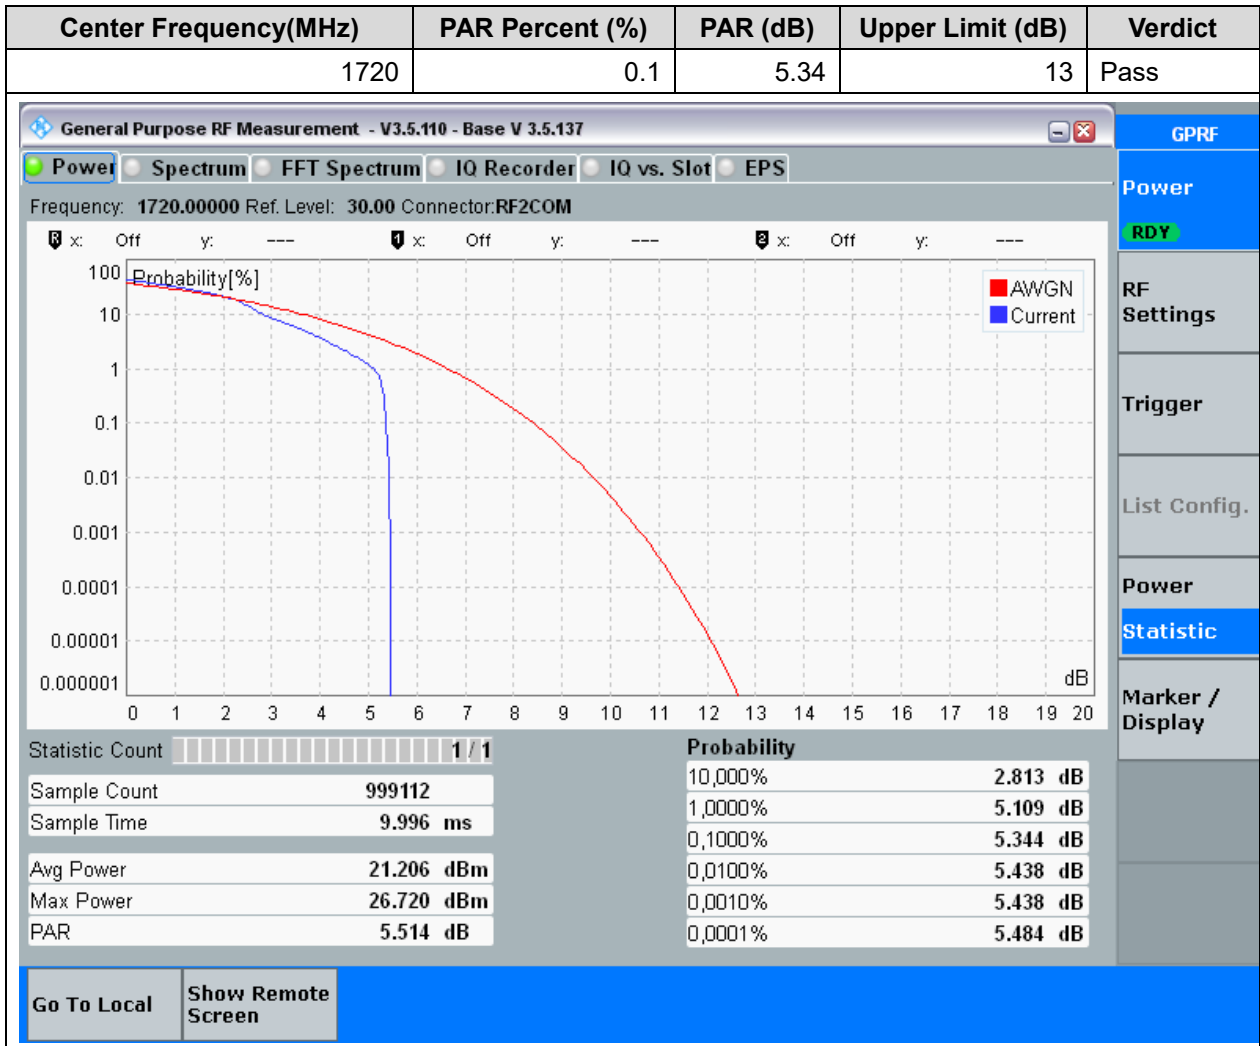 Center Frequency(MHz) PAR Percent (%) PAR (dB) Upper Limit (dB) Verdict
1720 0.1 5.34 13 Pass
General Purpose RF Measurement - V3.5.110 - Base V 3.5.137
GPRF
Power Spectrum FFT Spectrum IQ Recorder IQ vs. Slot EPS
Power
RDY
Frequency: 1720.00000 Ref. Level: 30.00 Connector:RF2COM
R x: Off y: --- 1 x: Off y: --- 2 x: Off y: ---
100 Probability[%]
10
1
0.1
0.01
0.001
0.0001
0.00001
0.000001
AWGN
Current
dB
0 1 2 3 4 5 6 7 8 9 10 11 12 13 14 15 16 17 18 19 20
RF
Settings
Trigger
List Config.
Power
Statistic
Marker /
Display
Statistic Count 1 / 1
Sample Count 999112
Sample Time 9.996 ms
Avg Power 21.206 dBm
Max Power 26.720 dBm
PAR 5.514 dB
Probability
10,000% 2.813 dB
1,0000% 5.109 dB
0,1000% 5.344 dB
0,0100% 5.438 dB
0,0010% 5.438 dB
0,0001% 5.484 dB
Go To Local
Show Remote
Screen